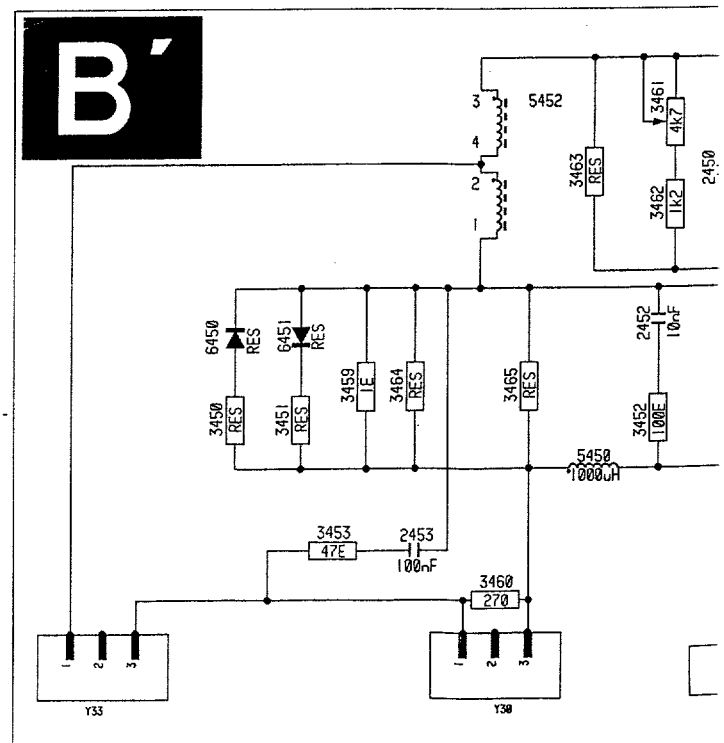 B´
3
5452
4
2
1
3463
RES
3461
4k7
3462
1k2
2450
6450
RES
6451
RES
3450
RES
3451
RES
3459
1E
3464
RES
3465
RES
2452
10nF
3452
100E
5450
1000uH
3453
47E
2453
100nF
3460
270
1
2
3
Y33
1
2
3
Y30